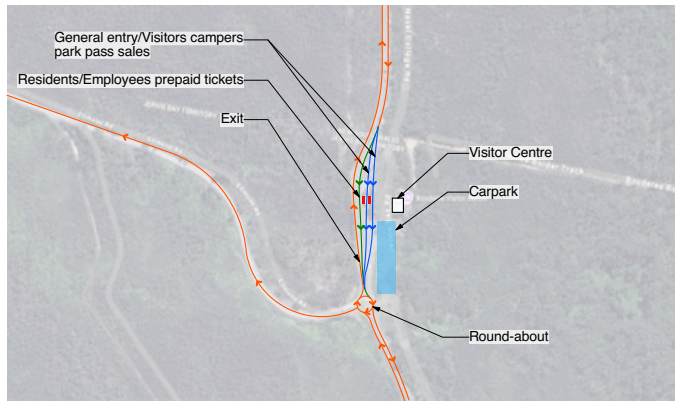 General entry/Visitors campers
park pass sales
Residents/Employees prepaid tickets
Exit
Visitor Centre
Carpark
Round-about